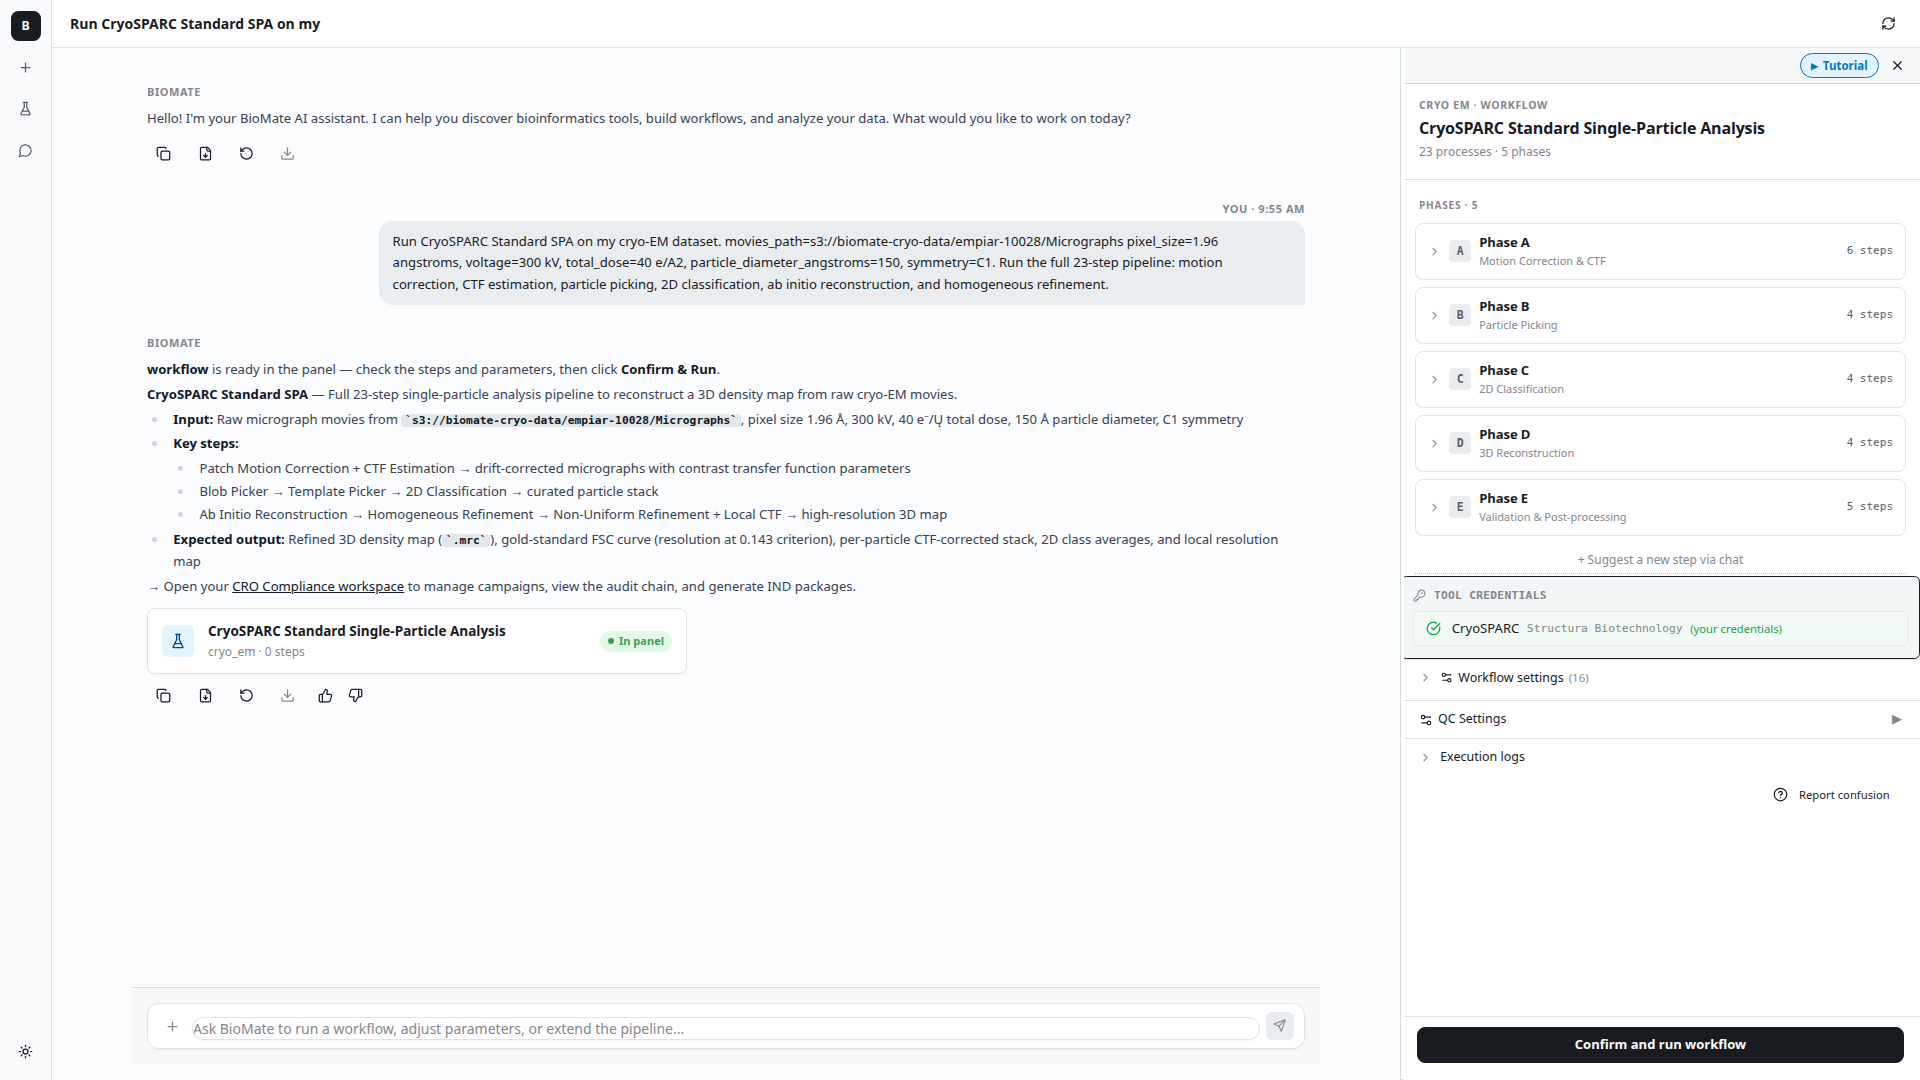 B
Run CryoSPARC Standard SPA on my
BIOMATE
Hello! I'm your BioMate AI assistant. I can help you discover bioinformatics tools, build workflows, and analyze your data. What would you like to work on today?
YOU · 9:55 AM
Run CryoSPARC Standard SPA on my cryo-EM dataset. movies_path=s3://biomate-cryo-data/empiar-10028/Micrographs pixel_size=1.96
angstroms, voltage=300 kV, total_dose=40 e/A2, particle_diameter_angstroms=150, symmetry=C1. Run the full 23-step pipeline: motion
correction, CTF estimation, particle picking, 2D classification, ab initio reconstruction, and homogeneous refinement.
BIOMATE
workflow is ready in the panel — check the steps and parameters, then click Confirm & Run.
CryoSPARC Standard SPA — Full 23-step single-particle analysis pipeline to reconstruct a 3D density map from raw cryo-EM movies.
Input: Raw micrograph movies from `s3://biomate-cryo-data/empiar-10028/Micrographs`, pixel size 1.96 Å, 300 kV, 40 e⁻/Ų total dose, 150 Å particle diameter, C1 symmetry
Key steps:
Patch Motion Correction + CTF Estimation → drift-corrected micrographs with contrast transfer function parameters
Blob Picker → Template Picker → 2D Classification → curated particle stack
Ab Initio Reconstruction → Homogeneous Refinement → Non-Uniform Refinement + Local CTF → high-resolution 3D map
Expected output: Refined 3D density map (`.mrc`), gold-standard FSC curve (resolution at 0.143 criterion), per-particle CTF-corrected stack, 2D class averages, and local resolution
map
→ Open your CRO Compliance workspace to manage campaigns, view the audit chain, and generate IND packages.
CryoSPARC Standard Single-Particle Analysis
cryo_em · 0 steps
In panel
Ask BioMate to run a workflow, adjust parameters, or extend the pipeline...
▶ Tutorial
CRYO EM · WORKFLOW
CryoSPARC Standard Single-Particle Analysis
23 processes · 5 phases
PHASES · 5
A
Phase A
Motion Correction & CTF
6 steps
B
Phase B
Particle Picking
4 steps
C
Phase C
2D Classification
4 steps
D
Phase D
3D Reconstruction
4 steps
E
Phase E
Validation & Post-processing
5 steps
+ Suggest a new step via chat
TOOL CREDENTIALS
CryoSPARC Structura Biotechnology (your credentials)
Workflow settings (16)
QC Settings
Execution logs
Report confusion
Confirm and run workflow